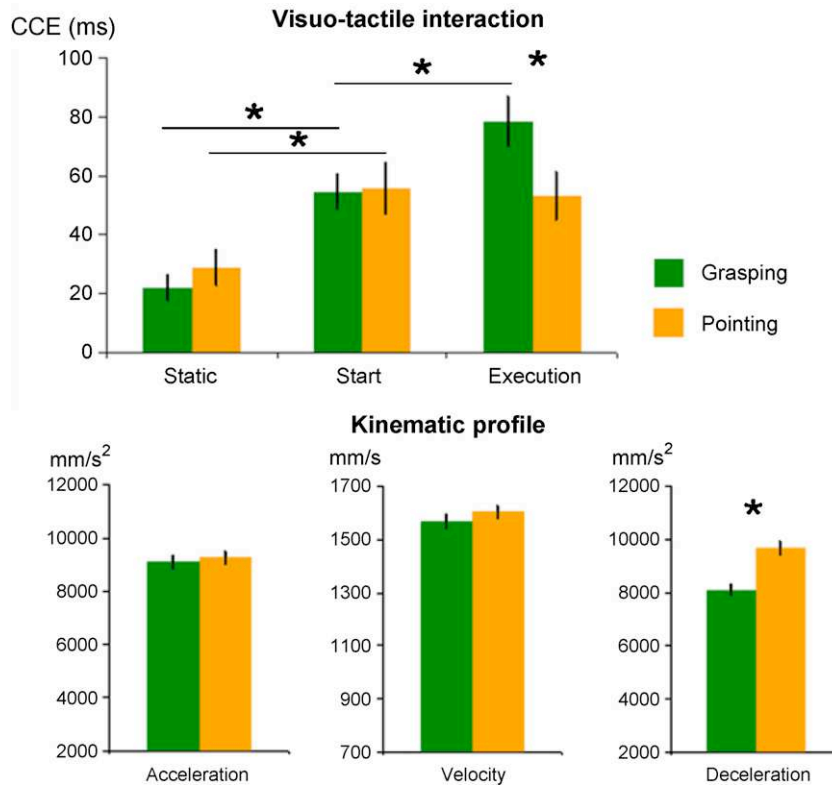 Visuo-tactile interaction
CCE (ms)
100
80
60
40
20
0
*
*
*
*
Static Start Execution
Grasping
Pointing
Kinematic profile
mm/s²
12000
10000
8000
6000
4000
2000
Acceleration
mm/s
1700
1500
1300
1100
900
700
Velocity
mm/s²
12000
10000
8000
6000
4000
2000
*
Deceleration